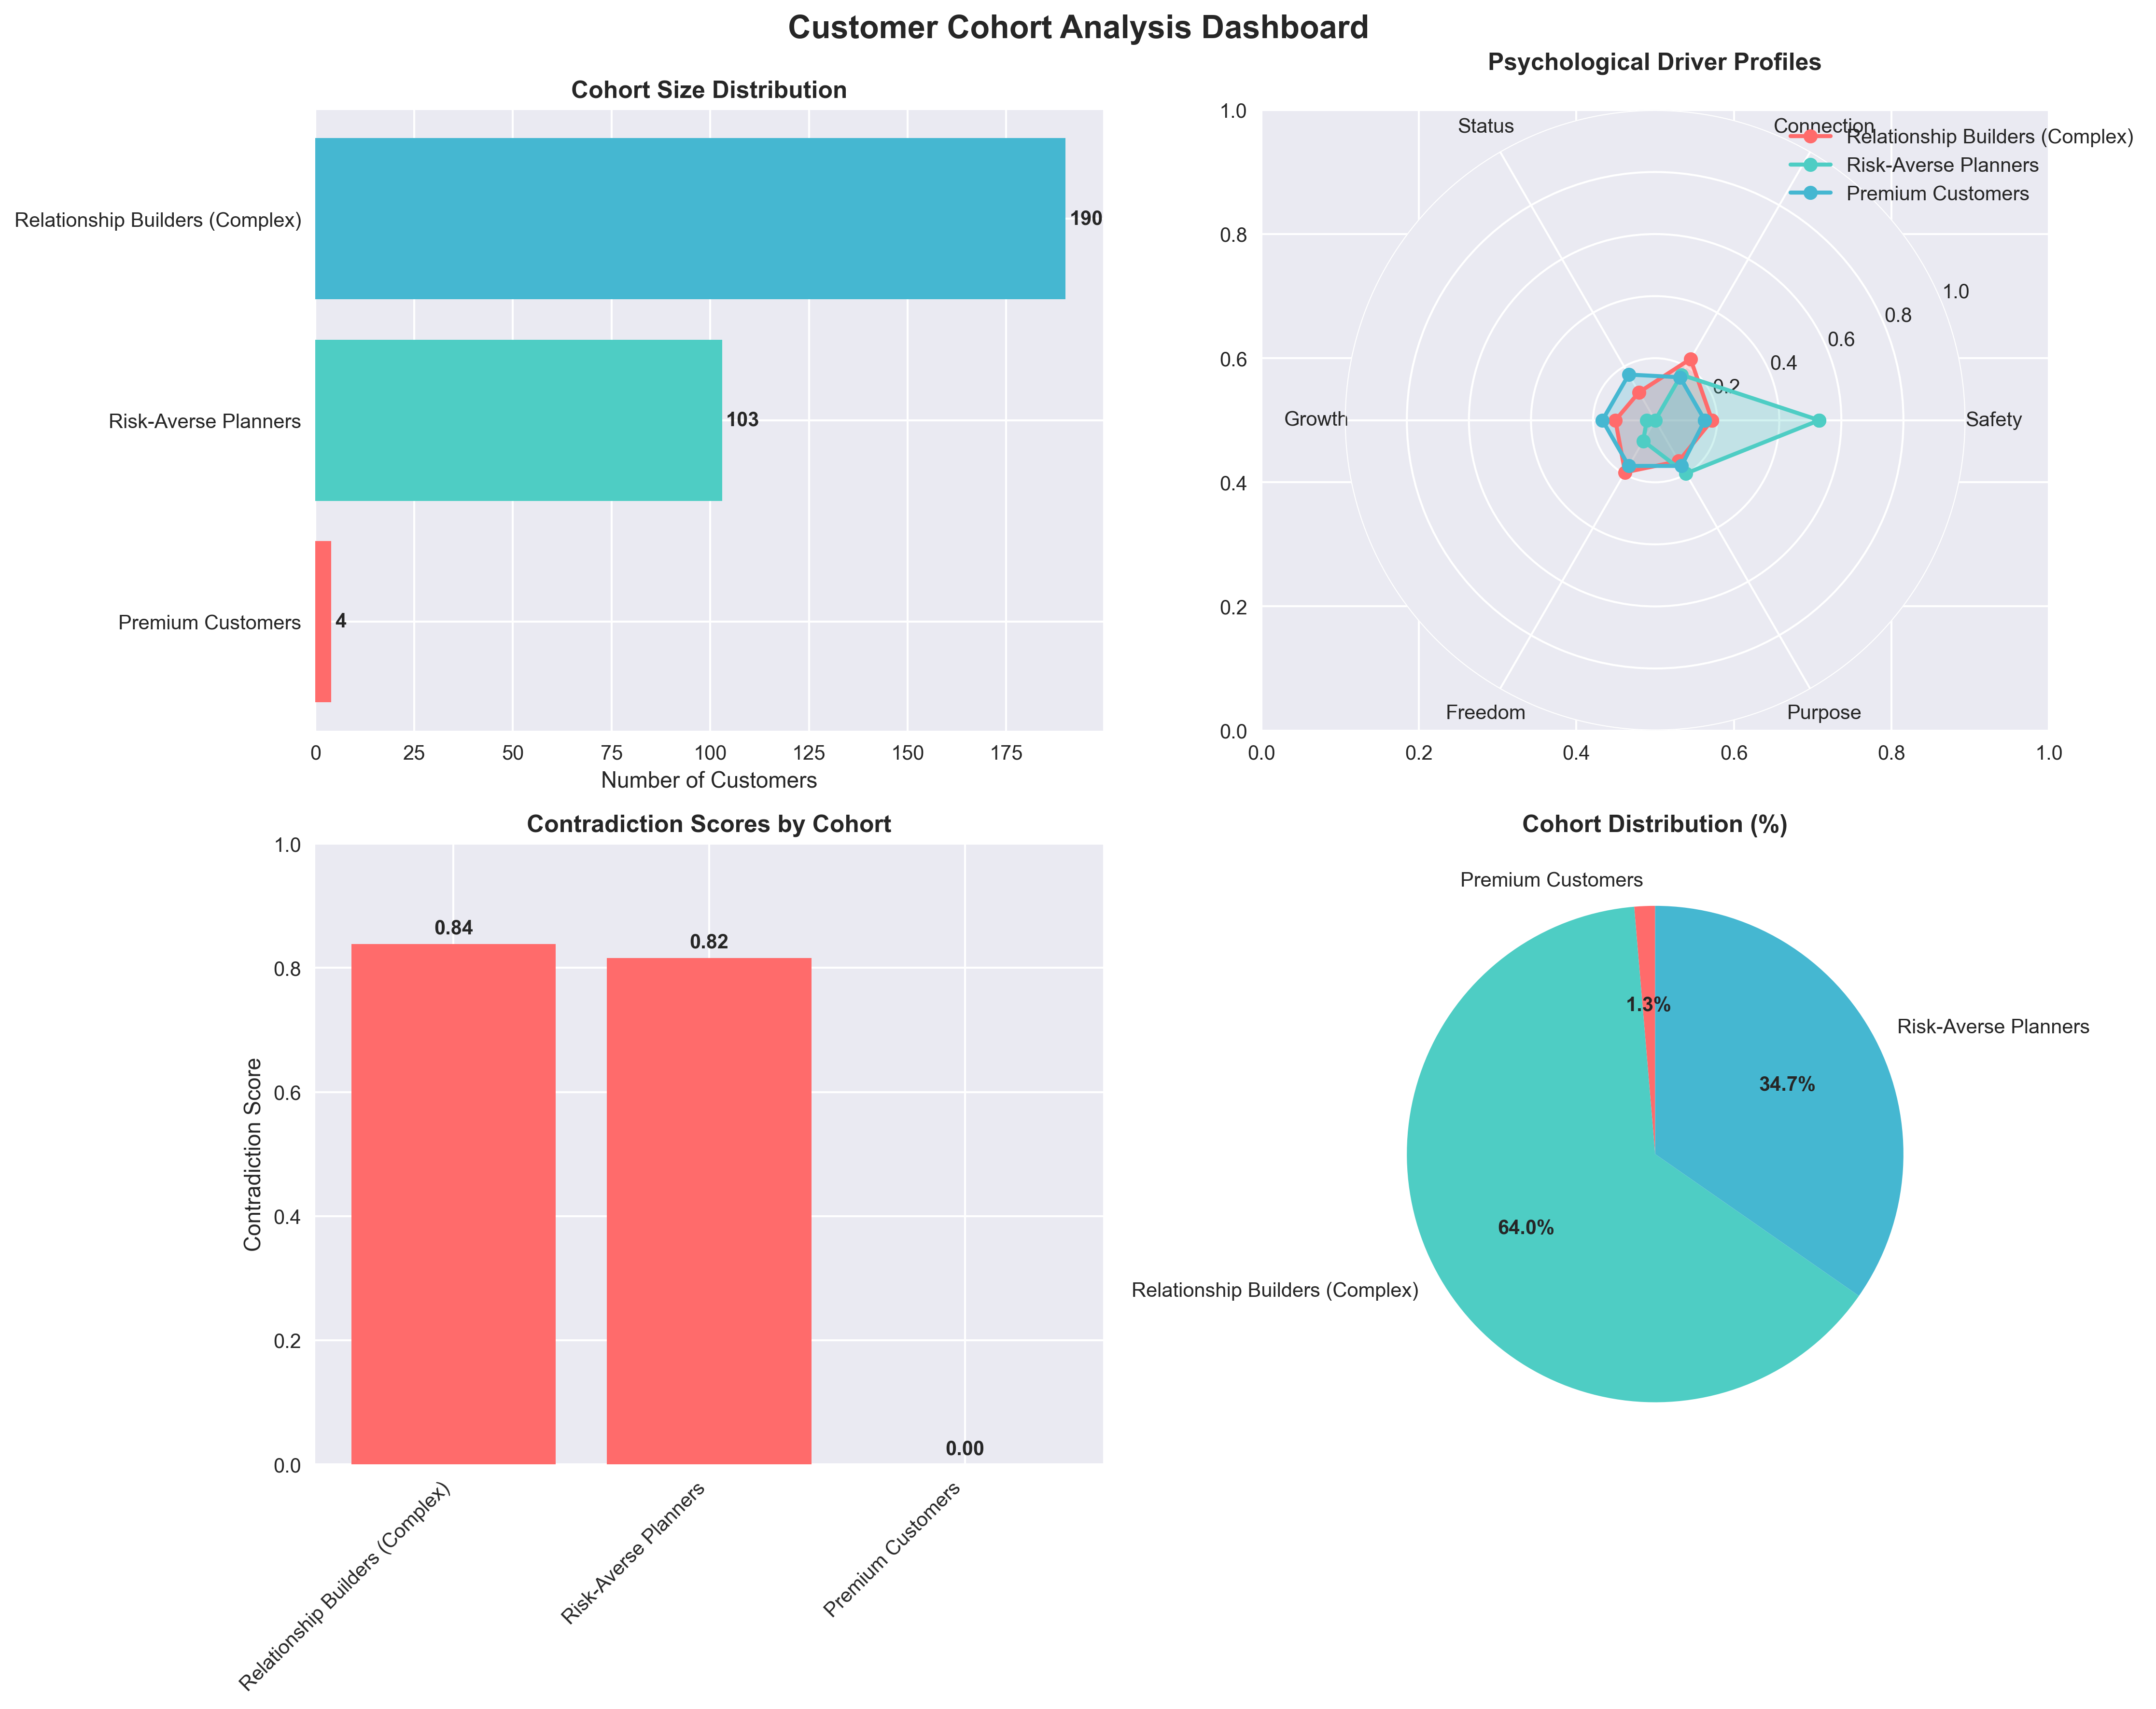 Customer Cohort Analysis Dashboard
Cohort Size Distribution
Relationship Builders (Complex)
190
Risk-Averse Planners
103
Premium Customers
4
0 25 50 75 100 125 150 175
Number of Customers
Psychological Driver Profiles
1.0
0.8
0.6
0.4
0.2
0.0
0.0 0.2 0.4 0.6 0.8 1.0
Status
Connection
Growth
Safety
Freedom
Purpose
1.0
0.8
0.6
0.4
0.2
Relationship Builders (Complex)
Risk-Averse Planners
Premium Customers
Contradiction Scores by Cohort
Contradiction Score
1.0
0.8
0.6
0.4
0.2
0.0
0.84
0.82
0.00
Relationship Builders (Complex)
Risk-Averse Planners
Premium Customers
Cohort Distribution (%)
Premium Customers
1.3%
Risk-Averse Planners
34.7%
64.0%
Relationship Builders (Complex)